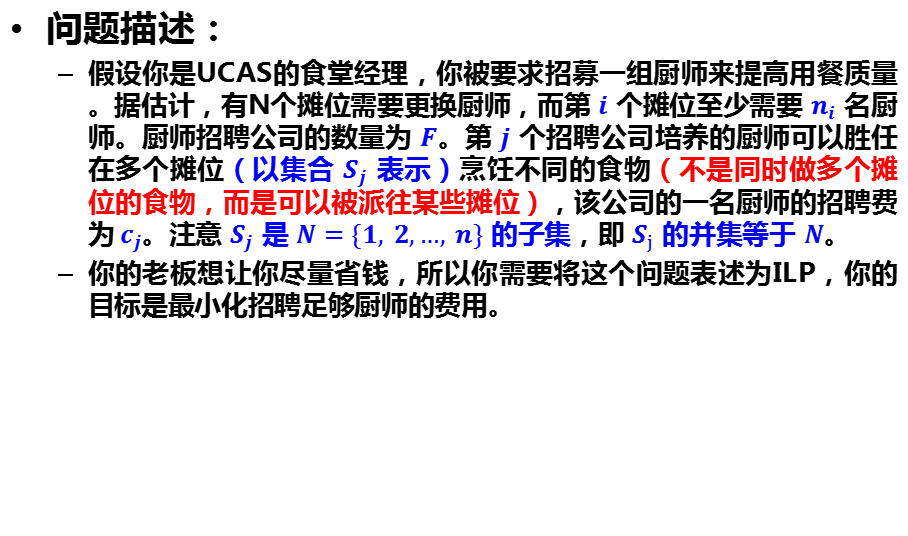 • 问题描述：
– 假设你是UCAS的食堂经理，你被要求招募一组厨师来提高用餐质量
。据估计，有N个摊位需要更换厨师，而第 i 个摊位至少需要 nᵢ 名厨
师。厨师招聘公司的数量为 F。第 j 个招聘公司培养的厨师可以胜任
在多个摊位（以集合 Sⱼ 表示）烹饪不同的食物（不是同时做多个摊
位的食物，而是可以被派往某些摊位），该公司的一名厨师的招聘费
为 cⱼ。注意 Sⱼ 是 N = {1, 2, ..., n} 的子集，即 Sⱼ 的并集等于 N。
– 你的老板想让你尽量省钱，所以你需要将这个问题表述为ILP，你的
目标是最小化招聘足够厨师的费用。